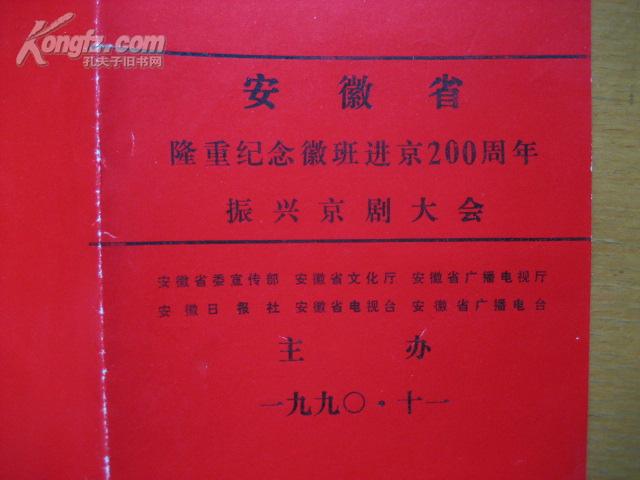 Kongfz.com
孔夫子旧书网
安徽省
隆重纪念徽班进京200周年
振兴京剧大会
安徽省委宣传部 安徽省文化厅 安徽省广播电视厅
安徽日报社 安徽省电视台 安徽省广播电台
主办
一九九〇·十一